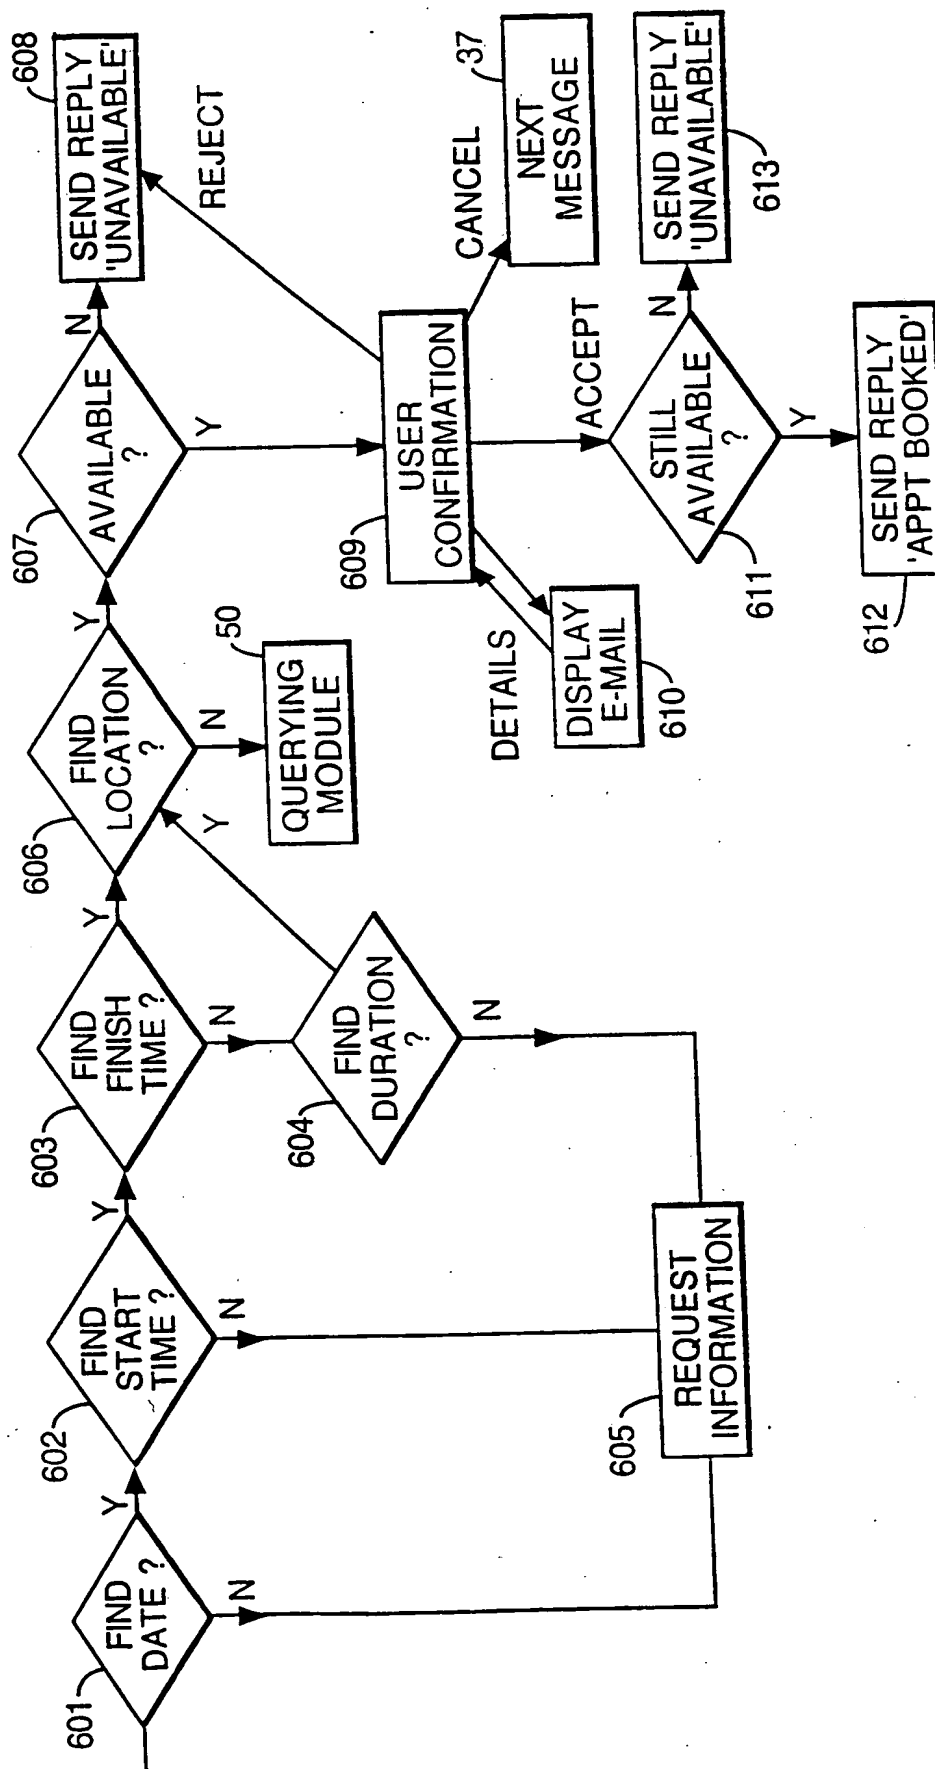 601
FIND
DATE ?
Y
N
602
FIND
START
TIME ?
Y
N
603
FIND
FINISH
TIME ?
Y
N
604
FIND
DURATION
?
Y
N
605
REQUEST
INFORMATION
606
FIND
LOCATION
?
Y
N
50
QUERYING
MODULE
607
AVAILABLE
?
N
Y
608
SEND REPLY
'UNAVAILABLE'
REJECT
609
USER
CONFIRMATION
CANCEL
37
NEXT
MESSAGE
DETAILS
DISPLAY
E-MAIL
610
ACCEPT
STILL
AVAILABLE
?
611
N
Y
SEND REPLY
'UNAVAILABLE'
613
SEND REPLY
'APPT BOOKED'
612